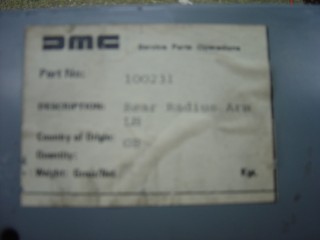 DMC Service Parts Operations
Part No: 100231
DESCRIPTION: Rear Radius Arm
LH
Country of Origin: GB
Quantity:
Weight: Gross/Net. Kgs.